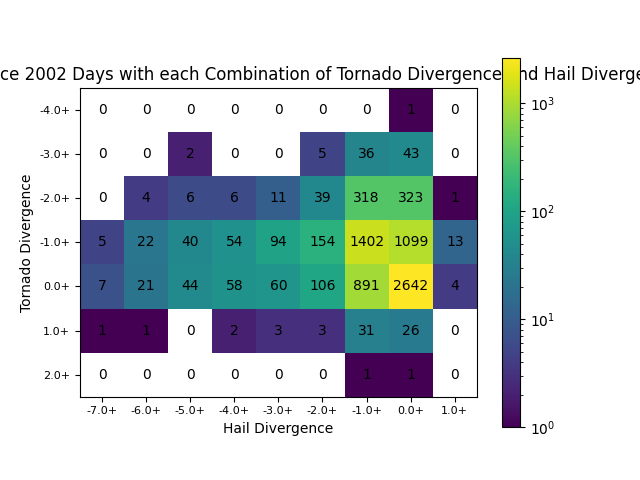 ce 2002 Days with each Combination of Tornado Divergence and Hail Diverge
-4.0+ 0 0 0 0 0 0 0 1 0
-3.0+ 0 0 2 0 0 5 36 43 0
-2.0+ 0 4 6 6 11 39 318 323 1
-1.0+ 5 22 40 54 94 154 1402 1099 13
0.0+ 7 21 44 58 60 106 891 2642 4
1.0+ 1 1 0 2 3 3 31 26 0
2.0+ 0 0 0 0 0 0 1 1 0
-7.0+ -6.0+ -5.0+ -4.0+ -3.0+ -2.0+ -1.0+ 0.0+ 1.0+
Hail Divergence
Tornado Divergence
10³
10²
10¹
10⁰